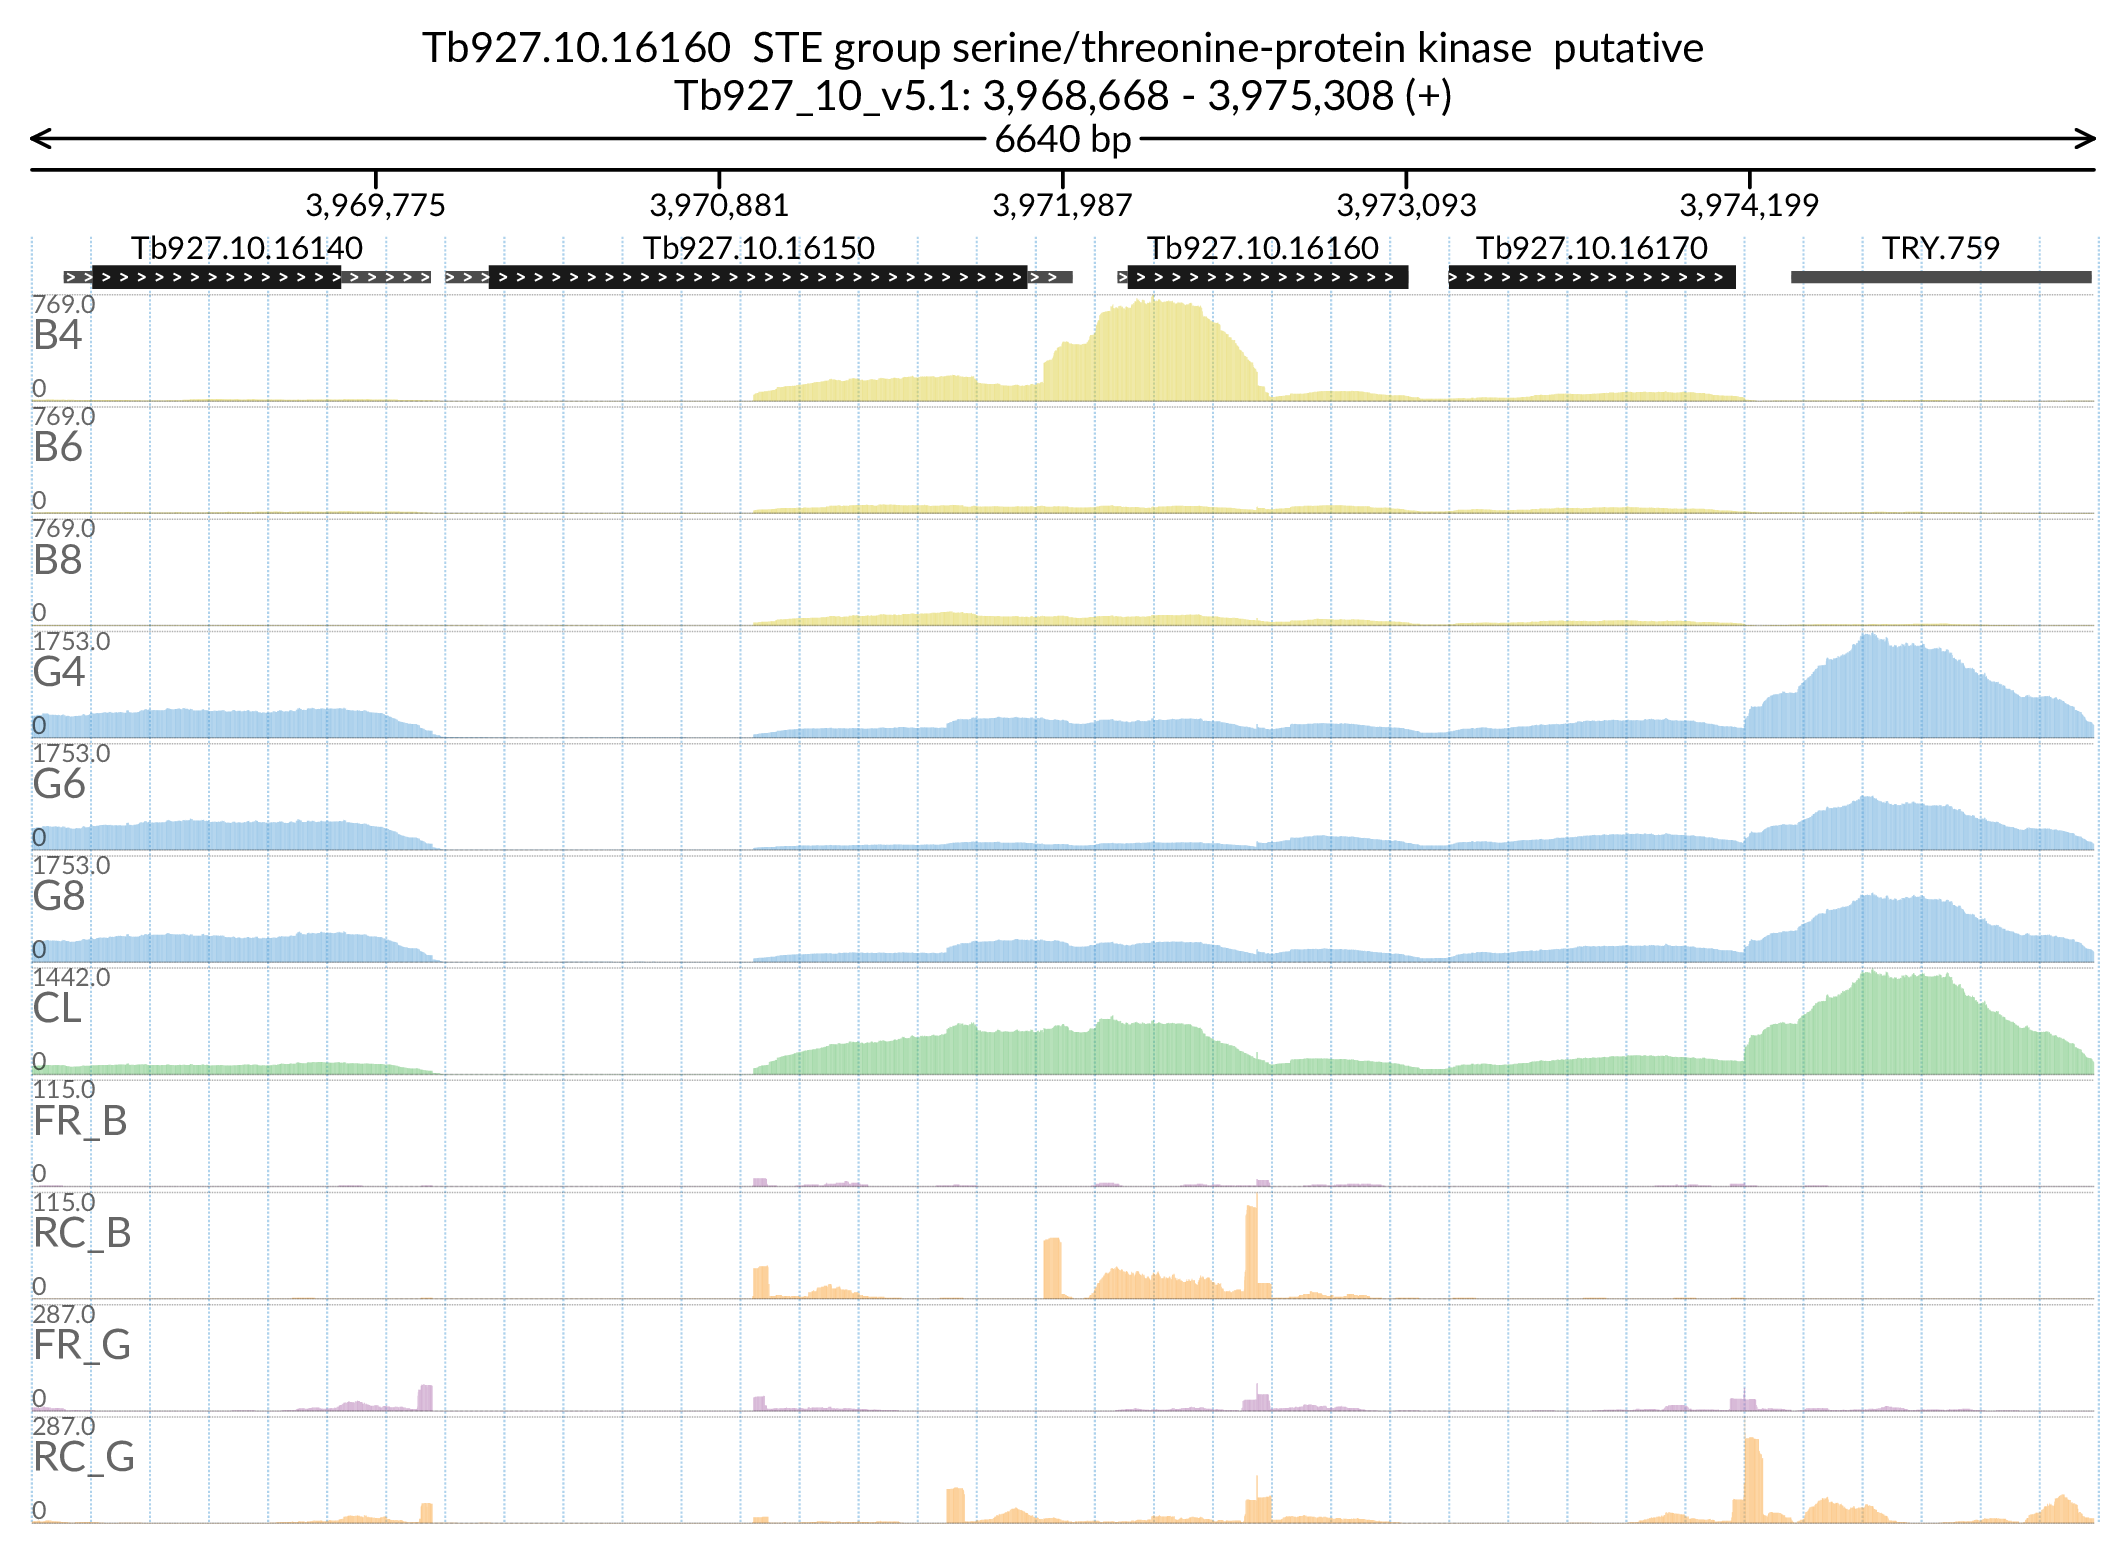 Tb927.10.16160  STE group serine/threonine-protein kinase  putative
Tb927_10_v5.1: 3,968,668 - 3,975,308 (+)
6640 bp
3,969,775 3,970,881 3,971,987 3,973,093 3,974,199
Tb927.10.16140 Tb927.10.16150 Tb927.10.16160 Tb927.10.16170 TRY.759
769.0
B4
0
769.0
B6
0
769.0
B8
0
1753.0
G4
0
1753.0
G6
0
1753.0
G8
0
1442.0
CL
0
115.0
FR_B
0
115.0
RC_B
0
287.0
FR_G
0
287.0
RC_G
0